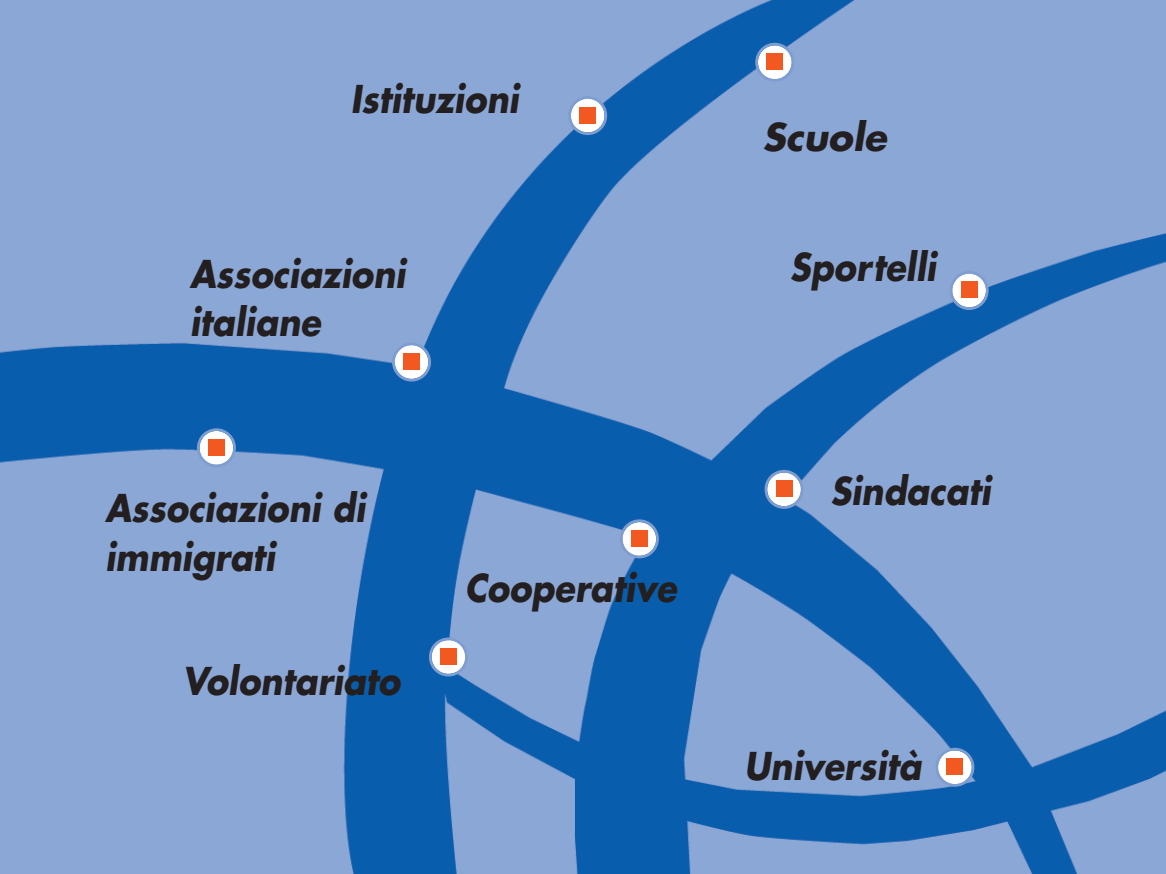 Istituzioni
Scuole
Associazioni
italiane
Sportelli
Associazioni di
immigrati
Sindacati
Cooperative
Volontariato
Università